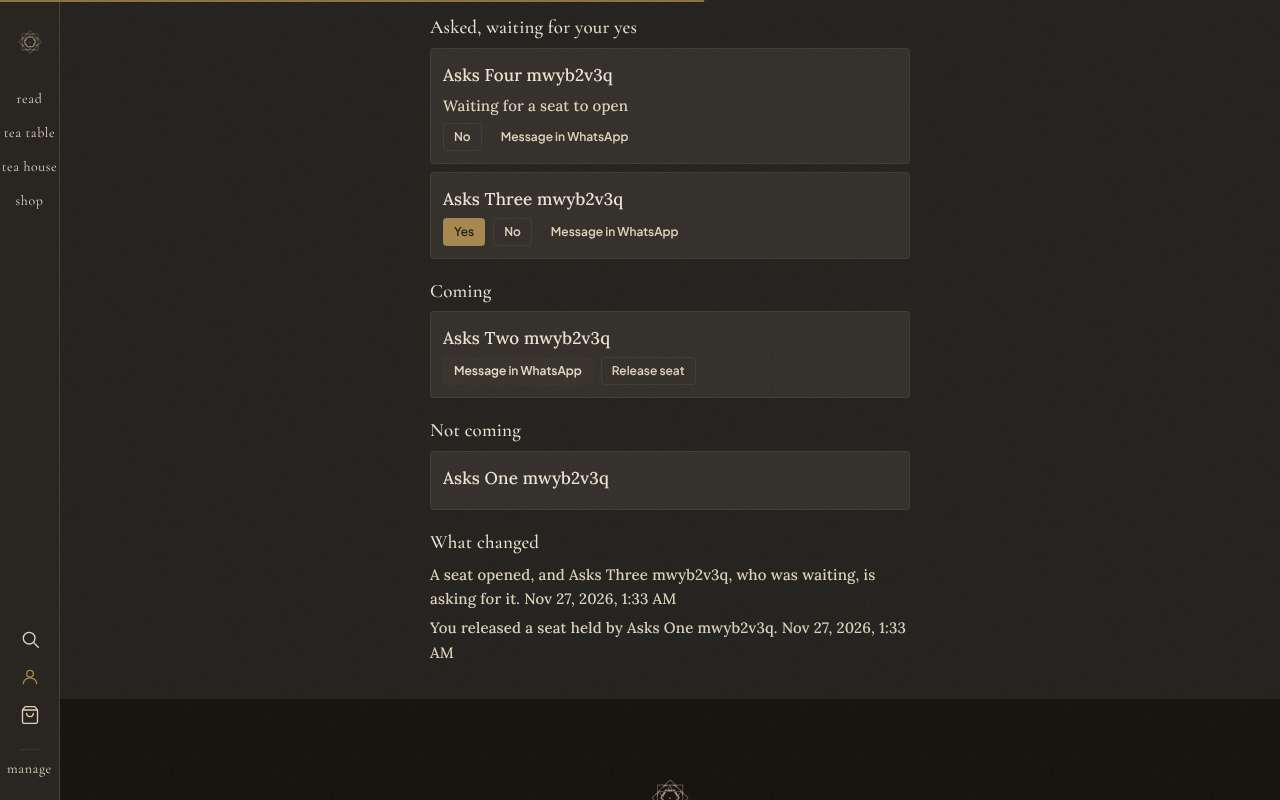 read
tea table
tea house
shop
manage
Asked, waiting for your yes
Asks Four mwyb2v3q
Waiting for a seat to open
No Message in WhatsApp
Asks Three mwyb2v3q
Yes No Message in WhatsApp
Coming
Asks Two mwyb2v3q
Message in WhatsApp Release seat
Not coming
Asks One mwyb2v3q
What changed
A seat opened, and Asks Three mwyb2v3q, who was waiting, is
asking for it. Nov 27, 2026, 1:33 AM
You released a seat held by Asks One mwyb2v3q. Nov 27, 2026, 1:33
AM